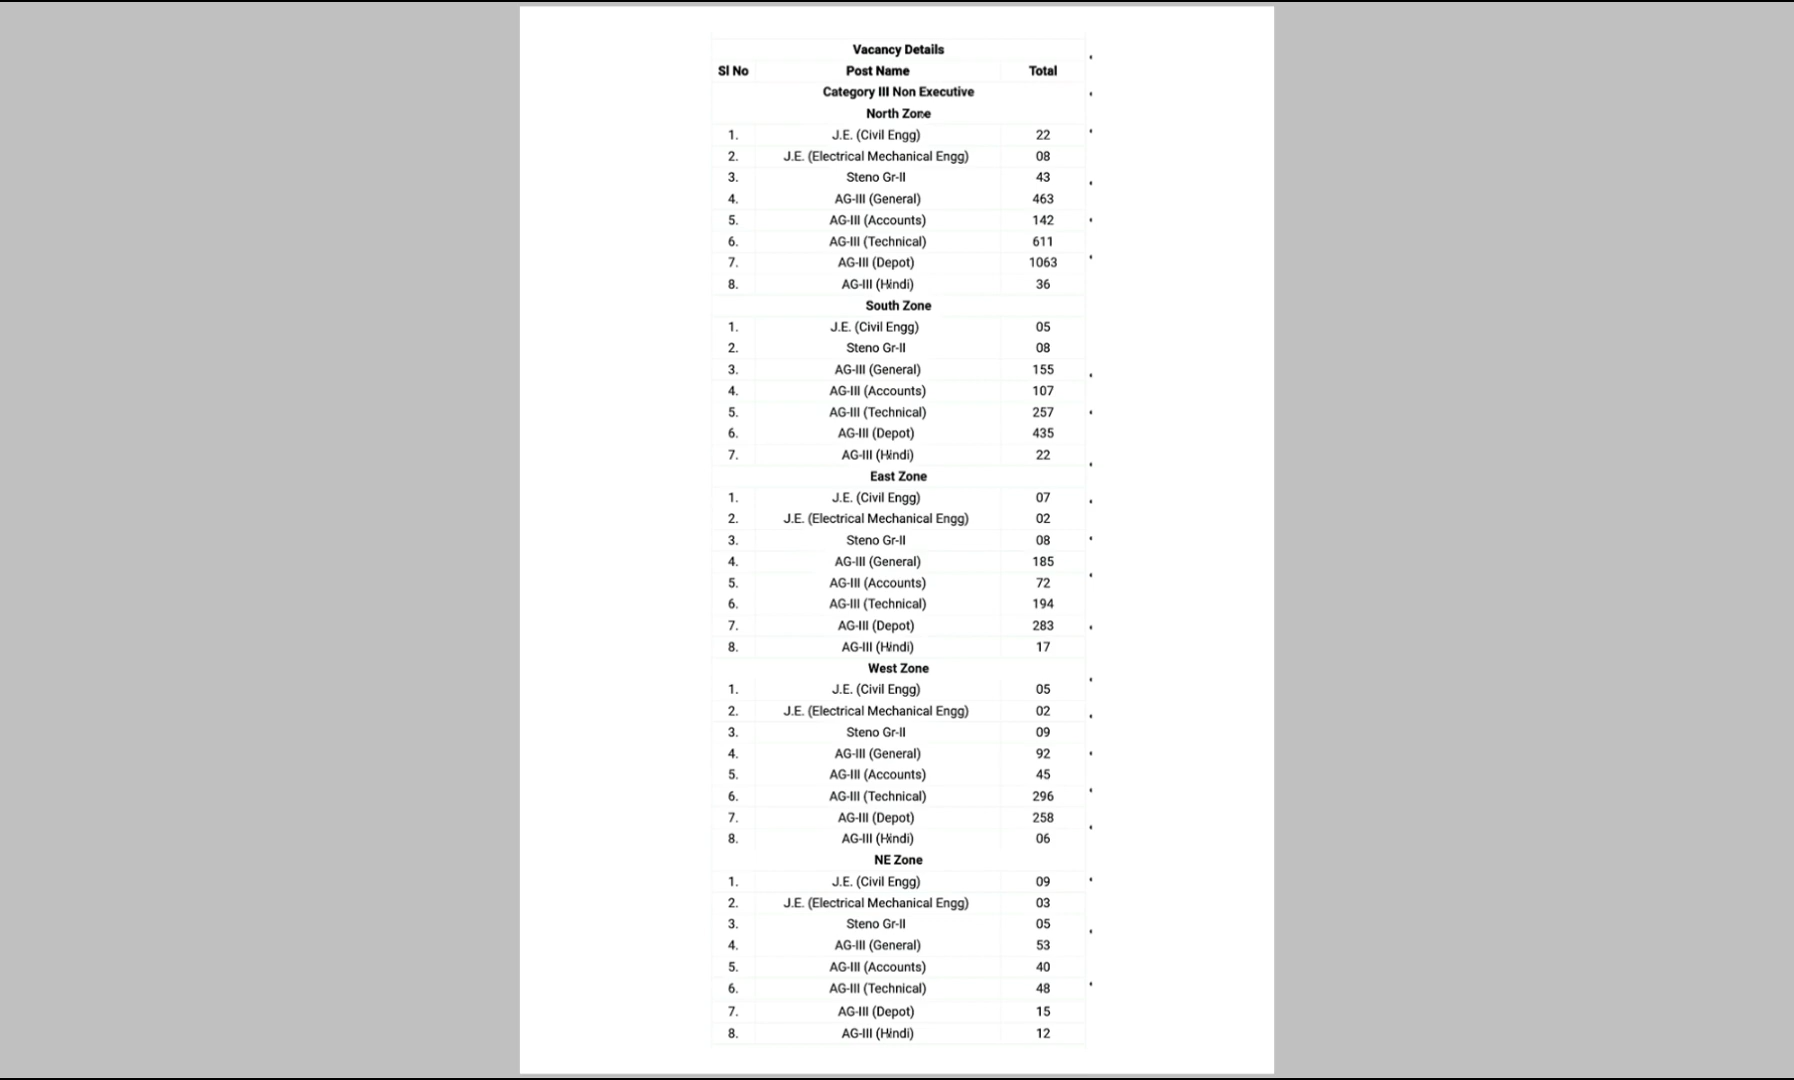 Vacancy Details
Sl No Post Name Total
Category III Non Executive
North Zone
1. J.E. (Civil Engg) 22
2. J.E. (Electrical Mechanical Engg) 08
3. Steno Gr-II 43
4. AG-III (General) 463
5. AG-III (Accounts) 142
6. AG-III (Technical) 611
7. AG-III (Depot) 1063
8. AG-III (Hindi) 36
South Zone
1. J.E. (Civil Engg) 05
2. Steno Gr-II 08
3. AG-III (General) 155
4. AG-III (Accounts) 107
5. AG-III (Technical) 257
6. AG-III (Depot) 435
7. AG-III (Hindi) 22
East Zone
1. J.E. (Civil Engg) 07
2. J.E. (Electrical Mechanical Engg) 02
3. Steno Gr-II 08
4. AG-III (General) 185
5. AG-III (Accounts) 72
6. AG-III (Technical) 194
7. AG-III (Depot) 283
8. AG-III (Hindi) 17
West Zone
1. J.E. (Civil Engg) 05
2. J.E. (Electrical Mechanical Engg) 02
3. Steno Gr-II 09
4. AG-III (General) 92
5. AG-III (Accounts) 45
6. AG-III (Technical) 296
7. AG-III (Depot) 258
8. AG-III (Hindi) 06
NE Zone
1. J.E. (Civil Engg) 09
2. J.E. (Electrical Mechanical Engg) 03
3. Steno Gr-II 05
4. AG-III (General) 53
5. AG-III (Accounts) 40
6. AG-III (Technical) 48
7. AG-III (Depot) 15
8. AG-III (Hindi) 12